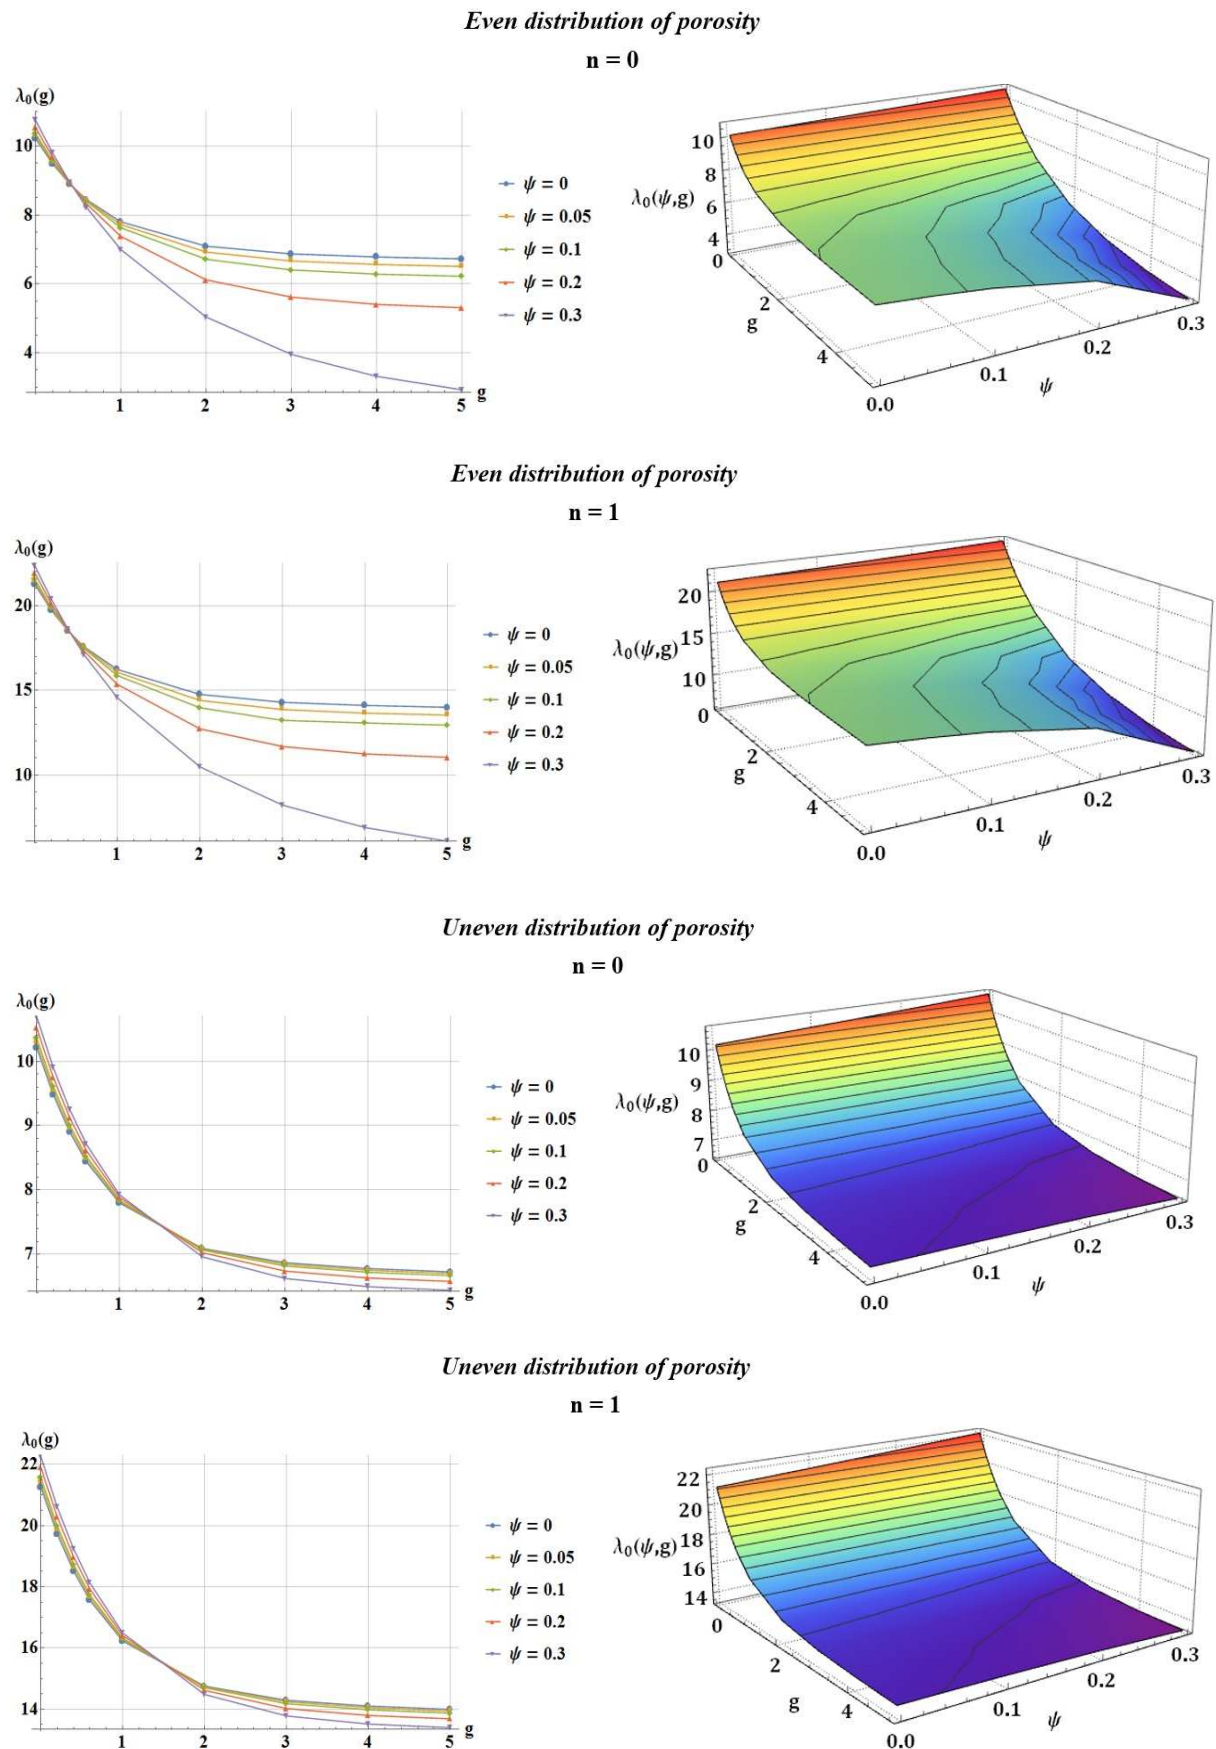 Even distribution of porosity
n = 0
λ₀(g)
10
8
6
4
1 2 3 4 5 g
ψ = 0
ψ = 0.05
ψ = 0.1
ψ = 0.2
ψ = 0.3
10
8
6
4
λ₀(ψ,g)
0
2
4
g
0.0
0.1
0.2
0.3
ψ
Even distribution of porosity
n = 1
λ₀(g)
20
15
10
1 2 3 4 5 g
ψ = 0
ψ = 0.05
ψ = 0.1
ψ = 0.2
ψ = 0.3
20
15
10
λ₀(ψ,g)
0
2
4
g
0.0
0.1
0.2
0.3
ψ
Uneven distribution of porosity
n = 0
λ₀(g)
10
9
8
7
1 2 3 4 5 g
ψ = 0
ψ = 0.05
ψ = 0.1
ψ = 0.2
ψ = 0.3
10
9
8
7
λ₀(ψ,g)
0
2
4
g
0.0
0.1
0.2
0.3
ψ
Uneven distribution of porosity
n = 1
λ₀(g)
22
20
18
16
14
1 2 3 4 5 g
ψ = 0
ψ = 0.05
ψ = 0.1
ψ = 0.2
ψ = 0.3
22
20
18
16
14
λ₀(ψ,g)
0
2
4
g
0.0
0.1
0.2
0.3
ψ